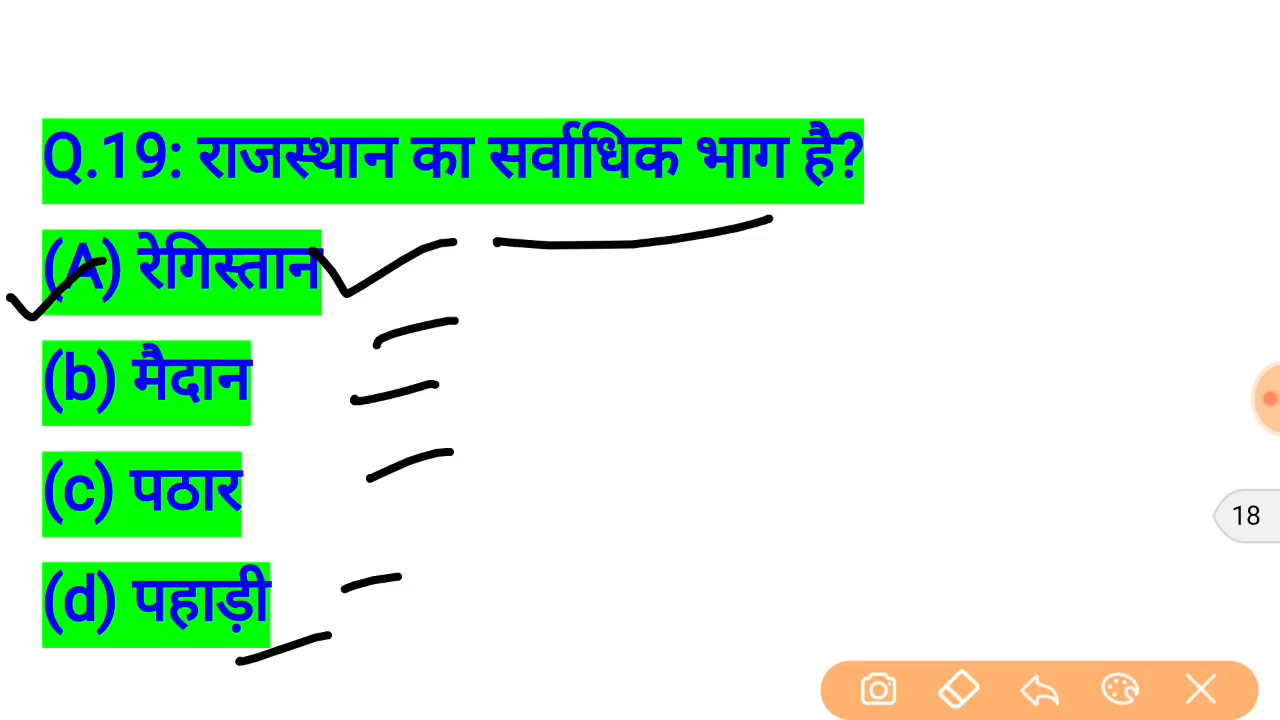 Q.19: राजस्थान का सर्वाधिक भाग है?
(A) रेगिस्तान
(b) मैदान
(c) पठार
(d) पहाड़ी
18